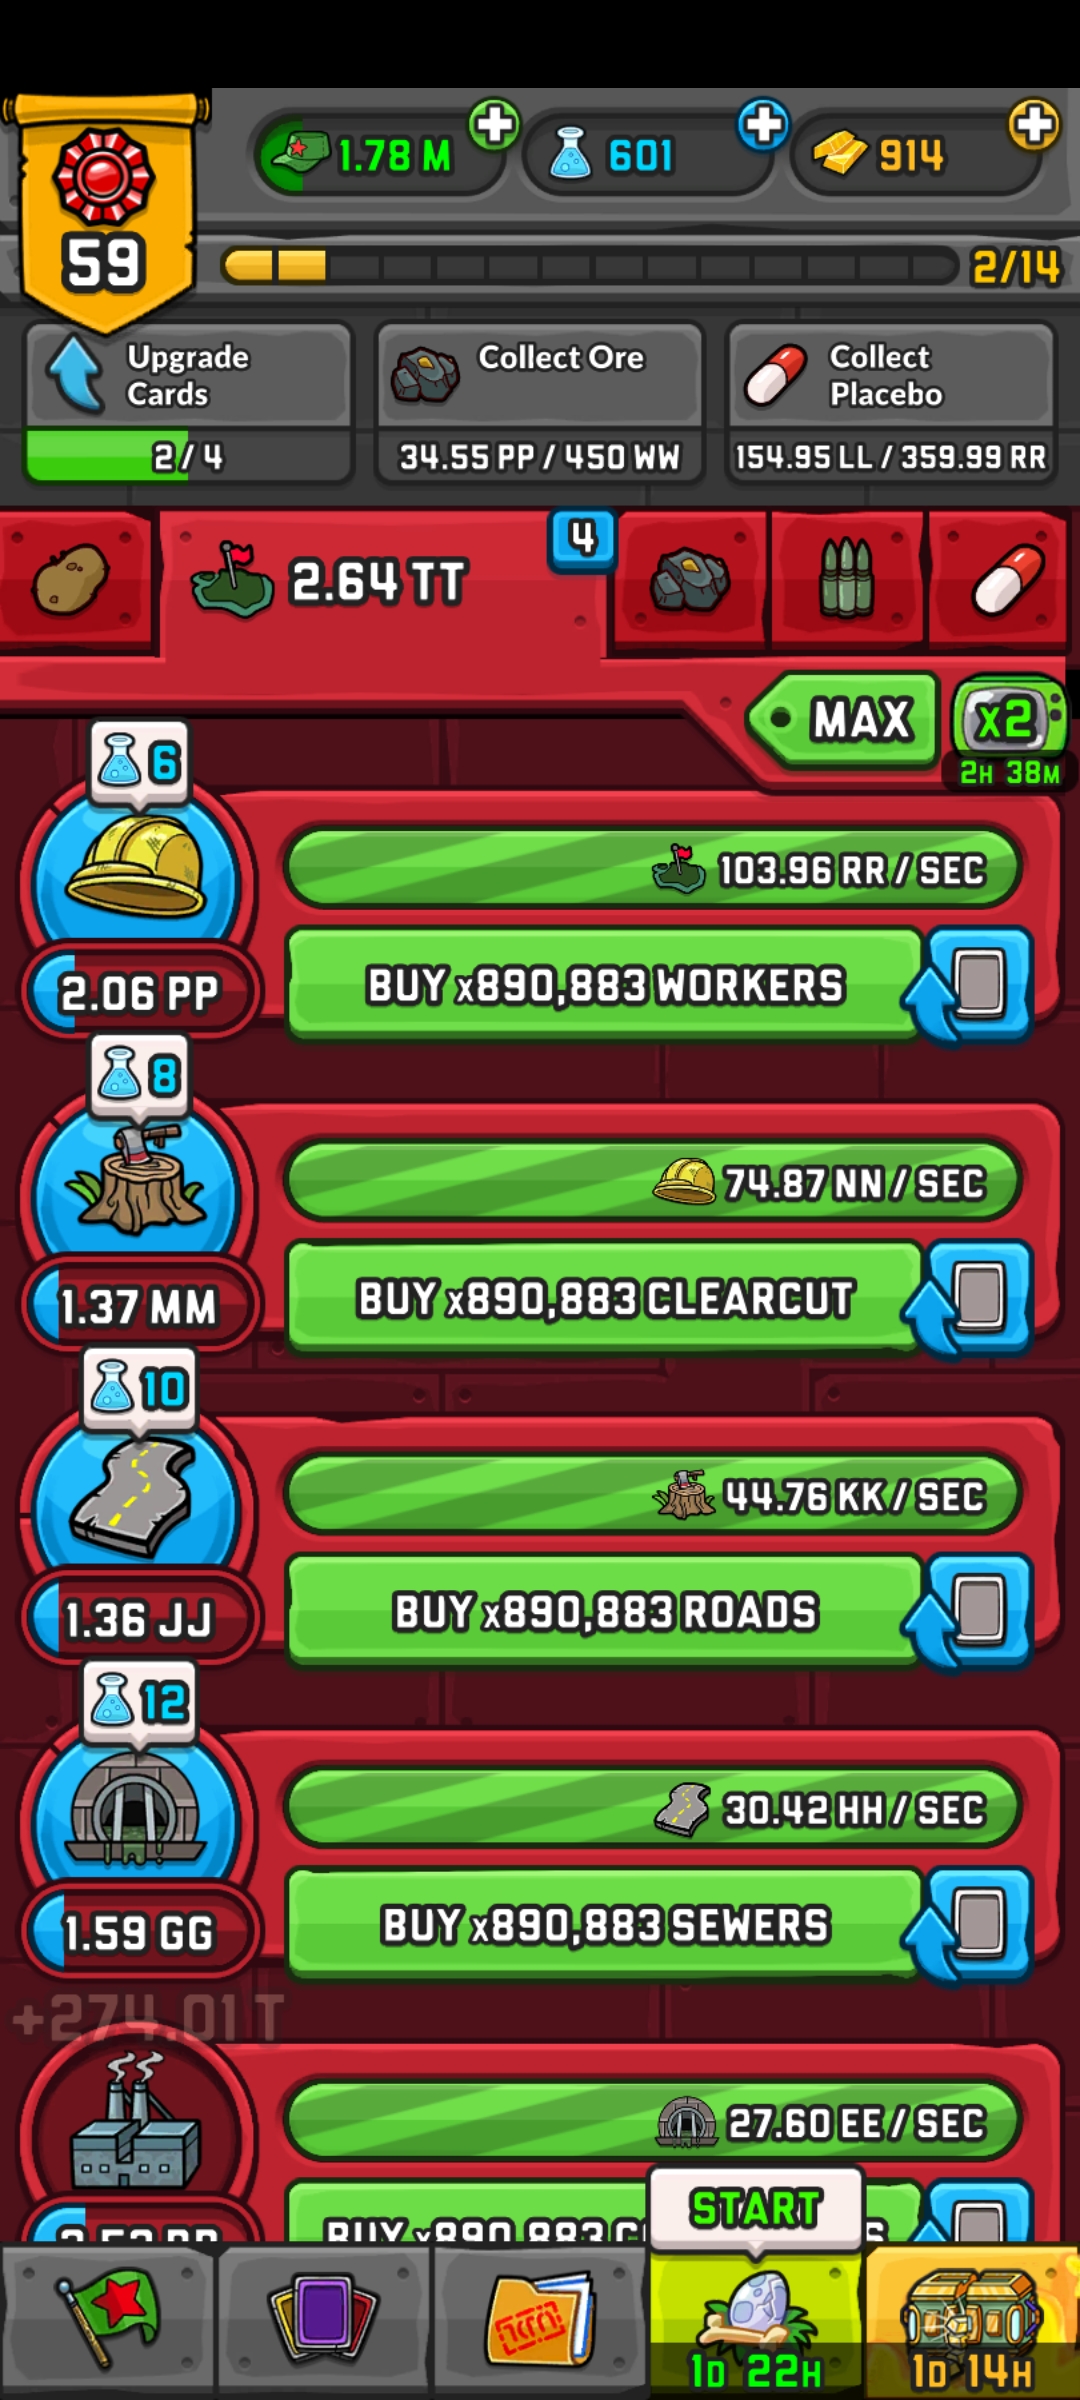 1.78 M
601
914
59
2/14
Upgrade
Cards
2/4
Collect Ore
34.55 PP / 450 WW
Collect
Placebo
154.95 LL / 359.99 RR
2.64 TT
4
MAX
x2
2H 38M
6
103.96 RR / SEC
BUY x890,883 WORKERS
2.06 PP
8
74.87 NN / SEC
BUY x890,883 CLEARCUT
1.37 MM
10
44.76 KK / SEC
BUY x890,883 ROADS
1.36 JJ
12
30.42 HH / SEC
BUY x890,883 SEWERS
1.59 GG
+274.01 T
27.60 EE / SEC
BUY x890,883
START
1D 22H
1D 14H